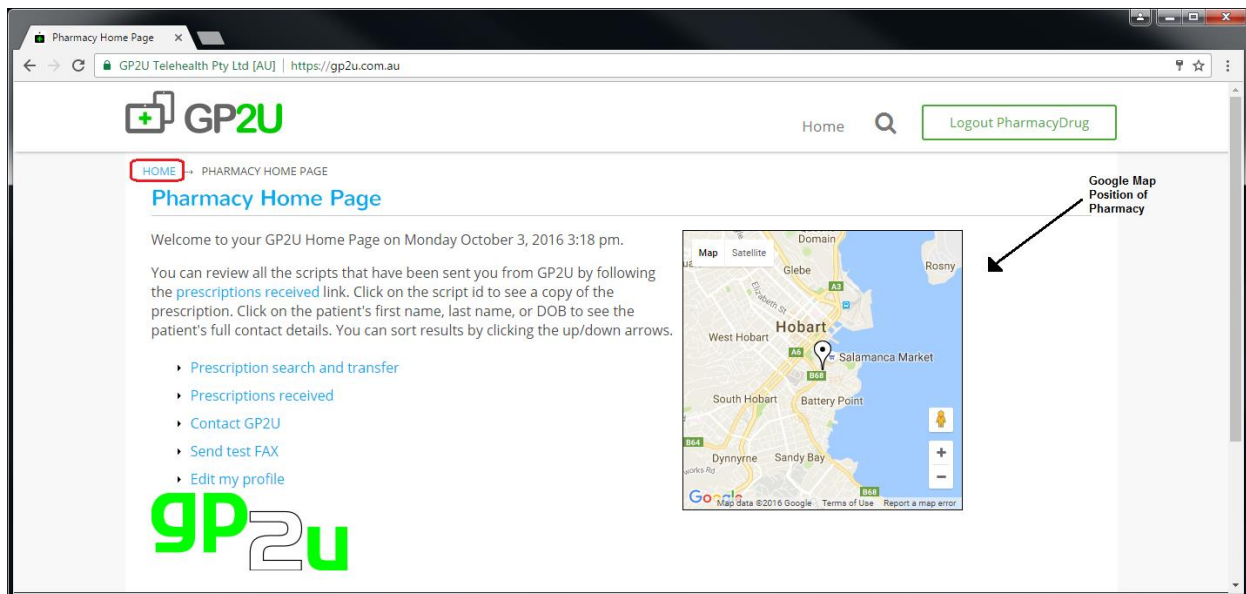 Pharmacy Home Page
GP2U Telehealth Pty Ltd [AU] | https://gp2u.com.au
GP2U
Home
Logout PharmacyDrug
HOME → PHARMACY HOME PAGE
Pharmacy Home Page
Welcome to your GP2U Home Page on Monday October 3, 2016 3:18 pm.
You can review all the scripts that have been sent you from GP2U by following
the prescriptions received link. Click on the script id to see a copy of the
prescription. Click on the patient's first name, last name, or DOB to see the
patient's full contact details. You can sort results by clicking the up/down arrows.
Prescription search and transfer
Prescriptions received
Contact GP2U
Send test FAX
Edit my profile
gp2u
Google Map
Position of
Pharmacy
Map Satellite
Domain
Glebe
Rosny
A3
Elizabeth St
Hobart
West Hobart
A6
Salamanca Market
B68
South Hobart
Battery Point
B64
Dynnyrne
Sandy Bay
B68
Google
Map data ©2016 Google Terms of Use Report a map error